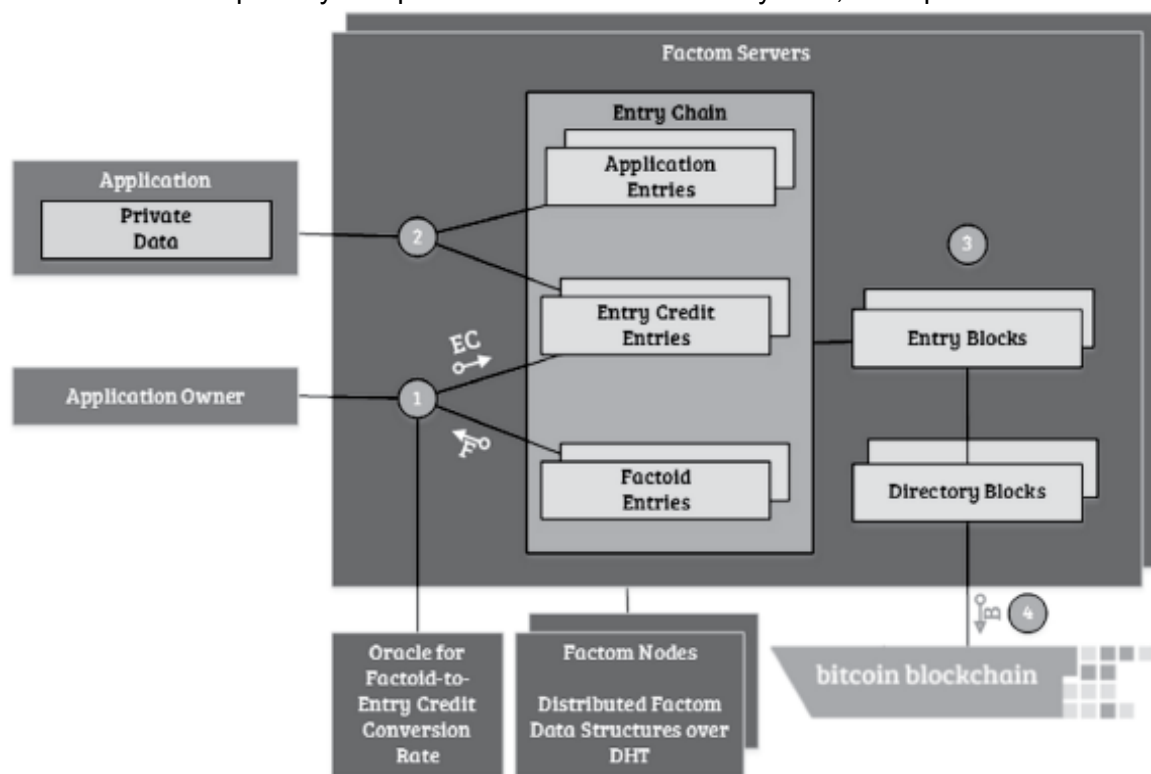 Factom Servers
Entry Chain
Application
Entries
Application
Private
Data
2
3
Entry Credit
Entries
Entry Blocks
EC
Application Owner
1
F
Factoid
Entries
Directory Blocks
B
4
Oracle for
Factoid-to-
Entry Credit
Conversion
Rate
Factom Nodes
Distributed Factom
Data Structures over
DHT
bitcoin blockchain